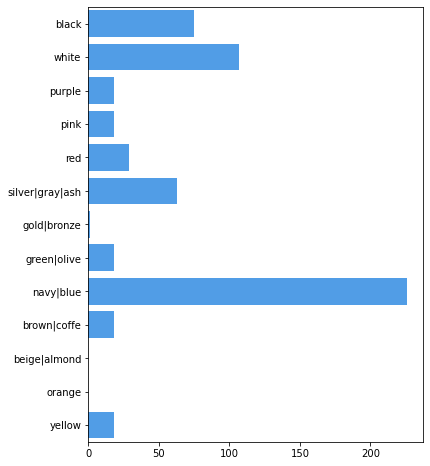 black
white
purple
pink
red
silver|gray|ash
gold|bronze
green|olive
navy|blue
brown|coffe
beige|almond
orange
yellow
0 50 100 150 200